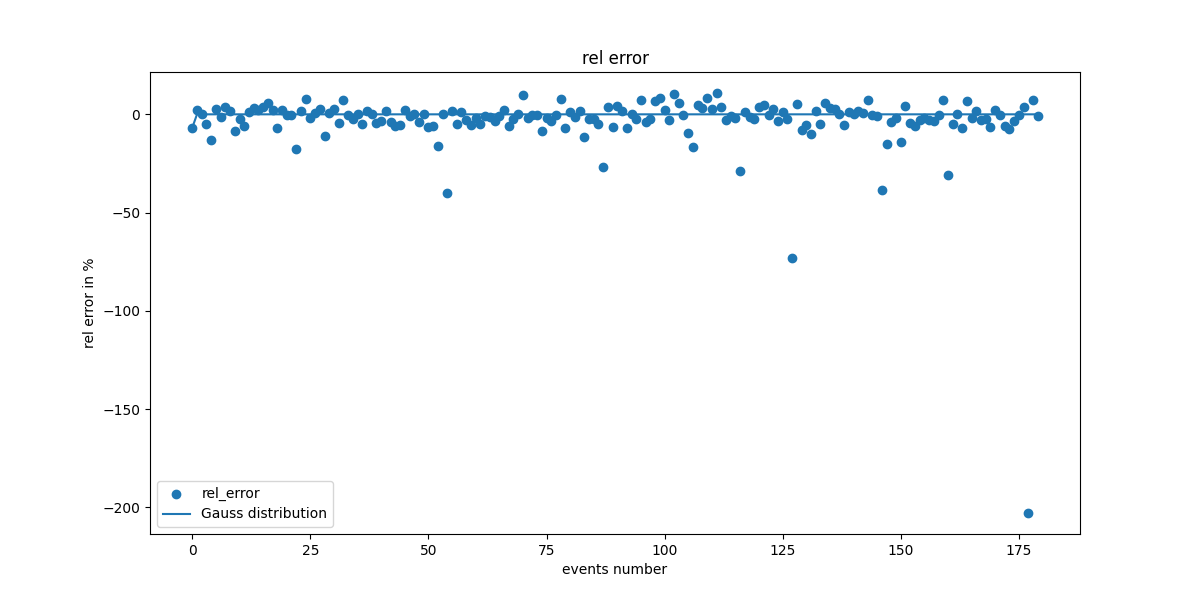 rel error
rel error in %
0
−50
−100
−150
−200
rel_error
Gauss distribution
0 25 50 75 100 125 150 175
events number